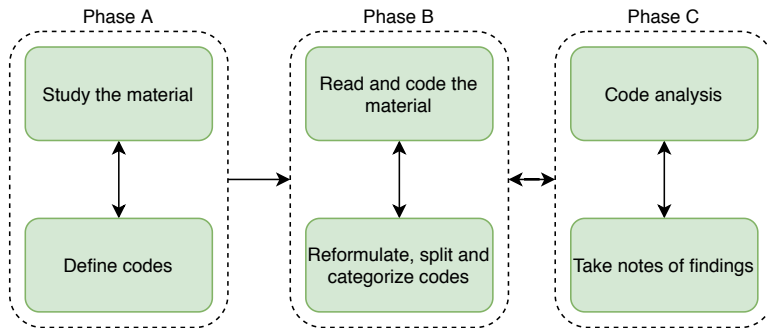 Phase A
Study the material
Define codes
Phase B
Read and code the
material
Reformulate, split and
categorize codes
Phase C
Code analysis
Take notes of findings